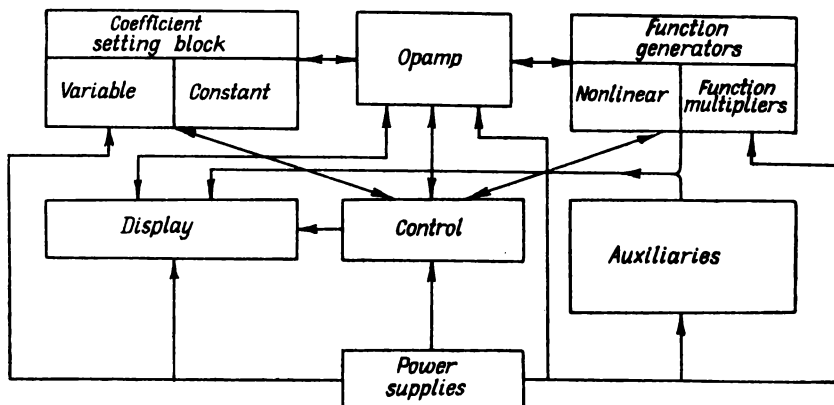 Coefficient
setting block
Variable
Constant
Opamp
Function
generators
Nonlinear
Function
multipliers
Display
Control
Auxiliaries
Power
supplies